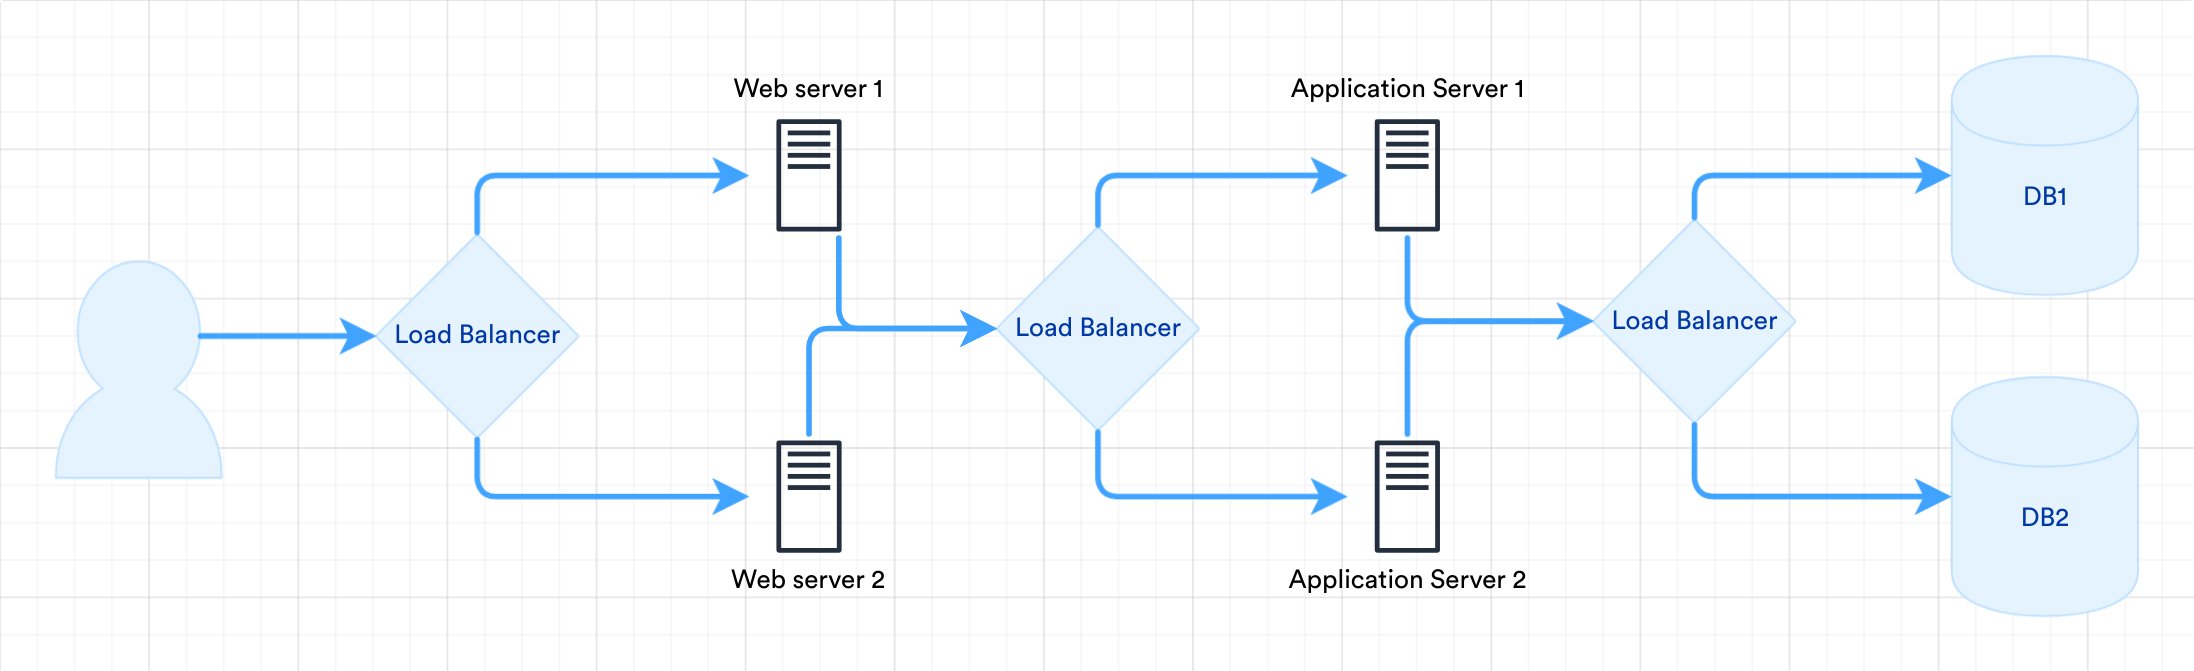 Web server 1
Application Server 1
DB1
Load Balancer
Load Balancer
Load Balancer
DB2
Web server 2
Application Server 2